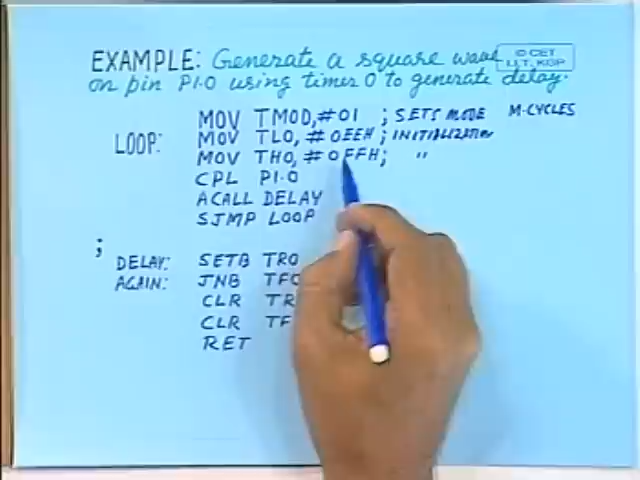 EXAMPLE: Generate a square wave
© CET
I.I.T. KGP
on pin P1.0 using timer 0 to generate delay.
MOV TMOD,#01 ; SETS MODE M-CYCLES
LOOP: MOV TL0, #0EEH ; INITIALIZATION
MOV TH0, #0FFH; "
CPL P1.0
ACALL DELAY
SJMP LOOP
;
DELAY: SETB TR0
AGAIN: JNB
CLR
CLR
RET